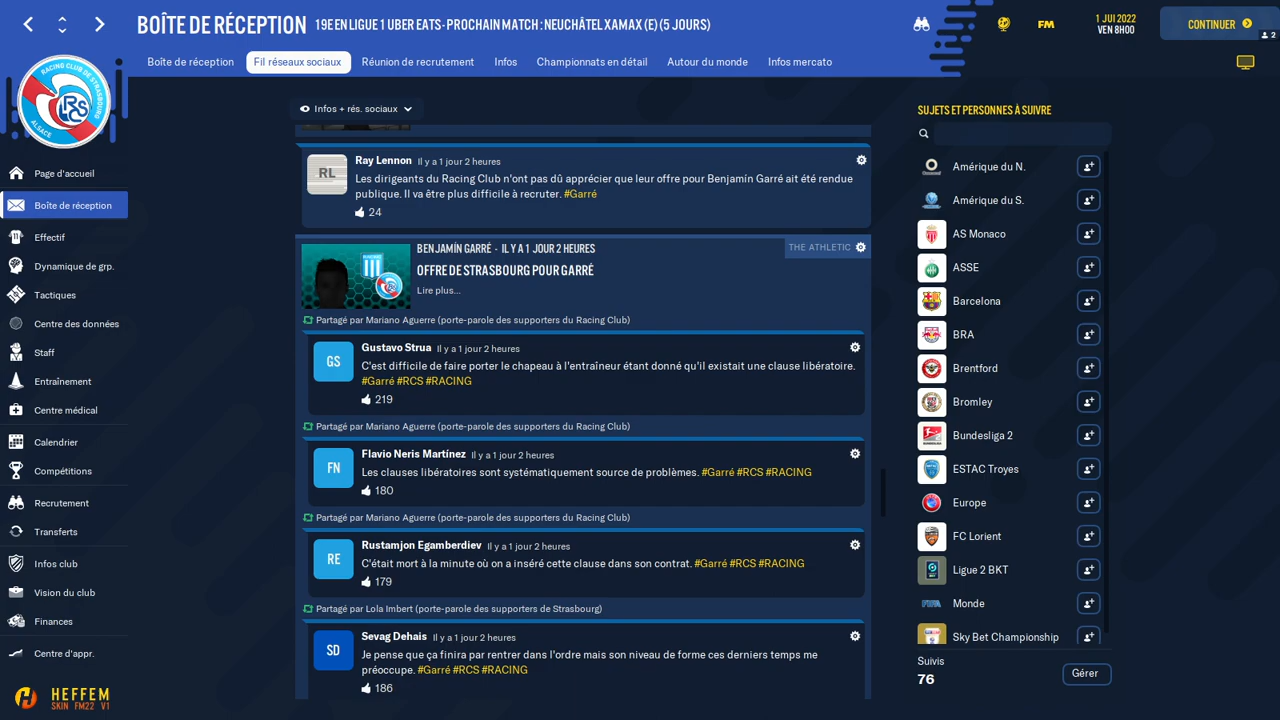 BOÎTE DE RÉCEPTION 19E EN LIGUE 1 UBER EATS - PROCHAIN MATCH : NEUCHÂTEL XAMAX (E) (5 JOURS)
FM
1 JUI 2022
VEN 8H00
CONTINUER
2
Boîte de réception Fil réseaux sociaux Réunion de recrutement Infos Championnats en détail Autour du monde Infos mercato
RACING CLUB DE STRASBOURG
RCS
ALSACE
Page d'accueil
Boîte de réception
Effectif
Dynamique de grp.
Tactiques
Centre des données
Staff
Entraînement
Centre médical
Calendrier
Compétitions
Recrutement
Transferts
Infos club
Vision du club
Finances
Centre d'appr.
HEFFEM
SKIN FM22 V1
Infos + rés. sociaux
RL
Ray Lennon Il y a 1 jour 2 heures
Les dirigeants du Racing Club n'ont pas dû apprécier que leur offre pour Benjamín Garré ait été rendue
publique. Il va être plus difficile à recruter. #Garré
24
BENJAMÍN GARRÉ - IL Y A 1 JOUR 2 HEURES
THE ATHLETIC
OFFRE DE STRASBOURG POUR GARRÉ
Lire plus...
Partagé par Mariano Aguerre (porte-parole des supporters du Racing Club)
GS
Gustavo Strua Il y a 1 jour 2 heures
C'est difficile de faire porter le chapeau à l'entraîneur étant donné qu'il existait une clause libératoire.
#Garré #RCS #RACING
219
Partagé par Mariano Aguerre (porte-parole des supporters du Racing Club)
FN
Flavio Neris Martínez Il y a 1 jour 2 heures
Les clauses libératoires sont systématiquement source de problèmes. #Garré #RCS #RACING
180
Partagé par Mariano Aguerre (porte-parole des supporters du Racing Club)
RE
Rustamjon Egamberdiev Il y a 1 jour 2 heures
C'était mort à la minute où on a inséré cette clause dans son contrat. #Garré #RCS #RACING
179
Partagé par Lola Imbert (porte-parole des supporters de Strasbourg)
SD
Sevag Dehais Il y a 1 jour 2 heures
Je pense que ça finira par rentrer dans l'ordre mais son niveau de forme ces derniers temps me
préoccupe. #Garré #RCS #RACING
186
SUJETS ET PERSONNES À SUIVRE
Amérique du N.
Amérique du S.
AS Monaco
ASSE
Barcelona
BRA
Brentford
Bromley
Bundesliga 2
ESTAC Troyes
Europe
FC Lorient
Ligue 2 BKT
FIFA
Monde
Sky Bet Championship
Suivis
76
Gérer